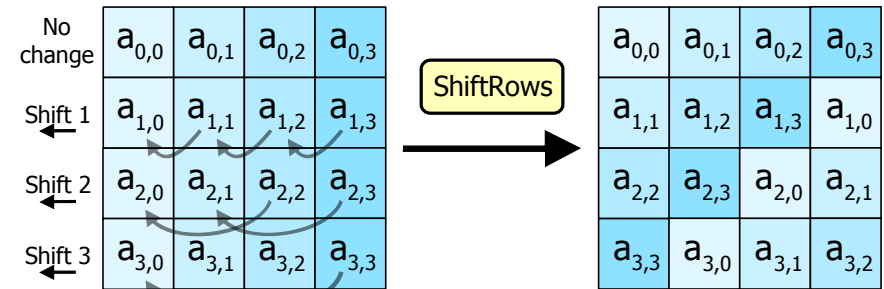 No
change
a0,0 a0,1 a0,2 a0,3
Shift 1
a1,0 a1,1 a1,2 a1,3
Shift 2
a2,0 a2,1 a2,2 a2,3
Shift 3
a3,0 a3,1 a3,2 a3,3
ShiftRows
a0,0 a0,1 a0,2 a0,3
a1,1 a1,2 a1,3 a1,0
a2,2 a2,3 a2,0 a2,1
a3,3 a3,0 a3,1 a3,2